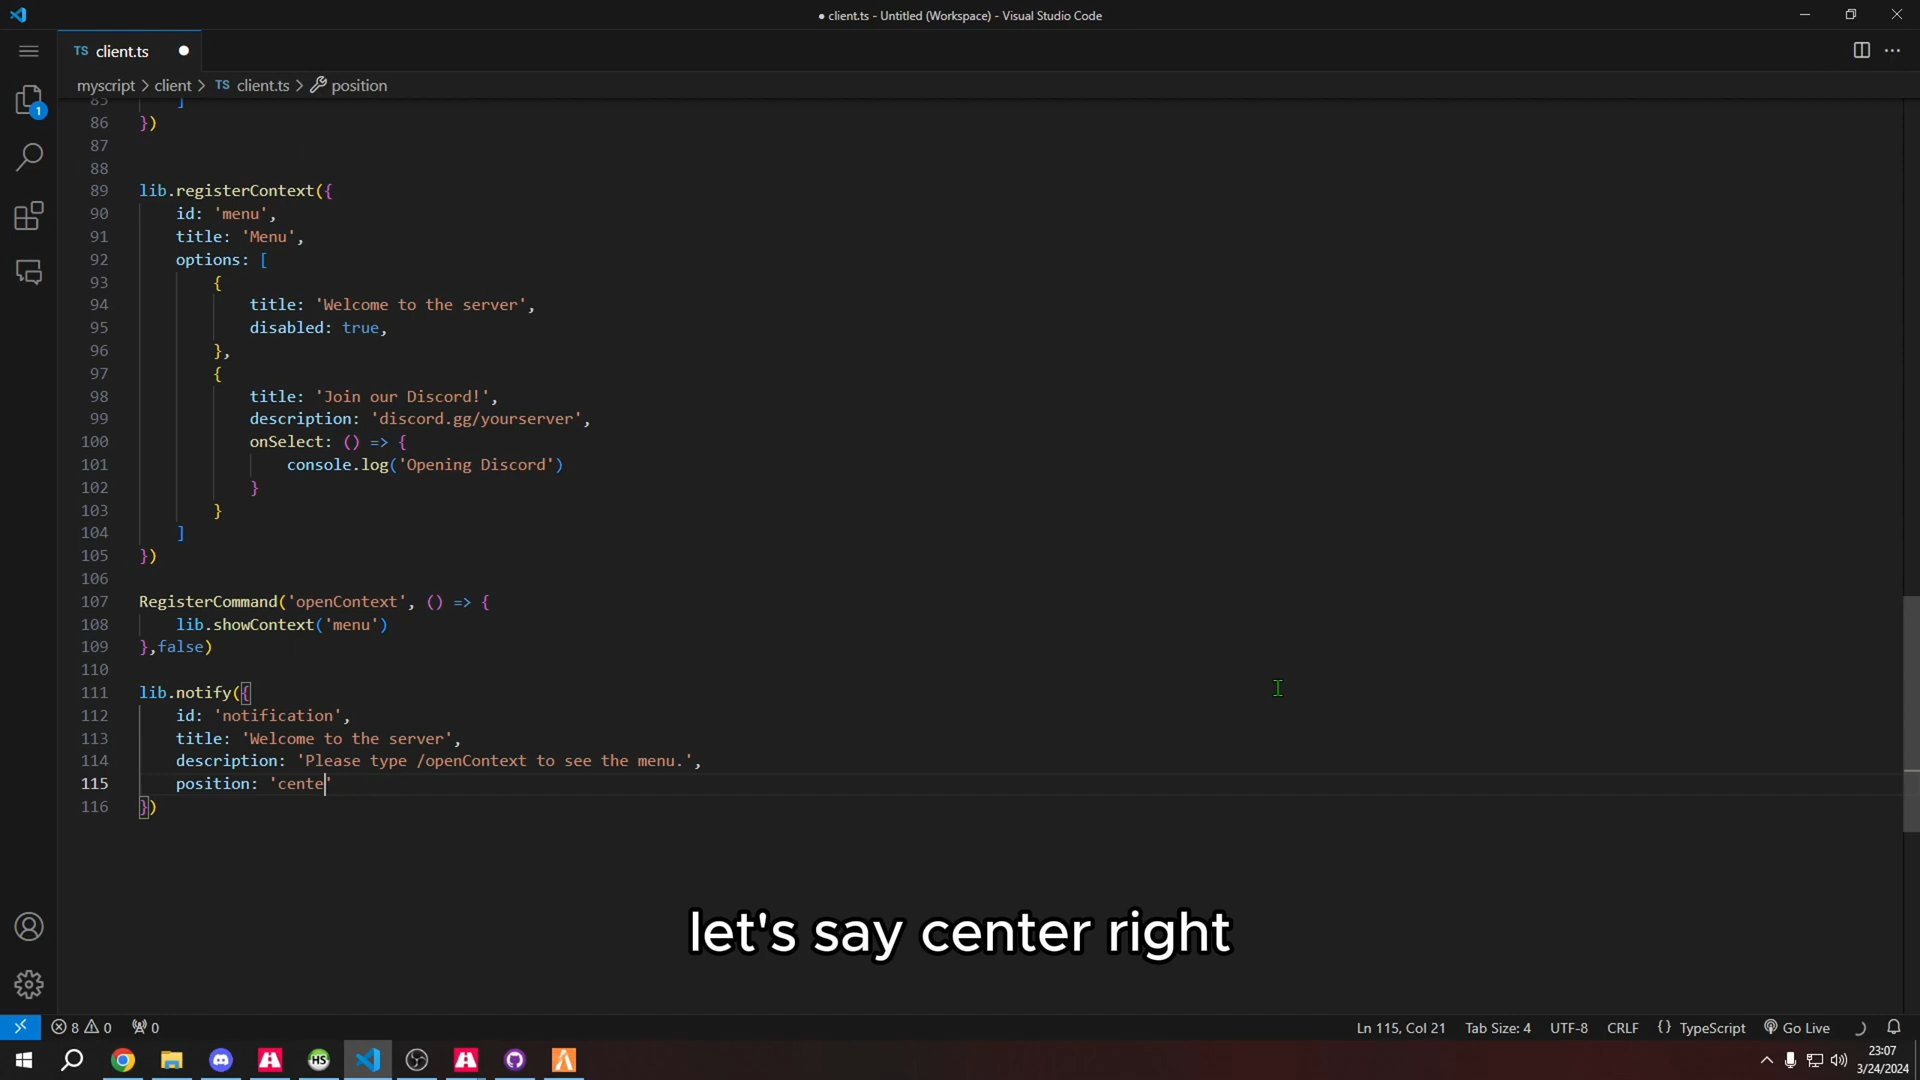 ● client.ts - Untitled (Workspace) - Visual Studio Code
TS client.ts ●
myscript > client > TS client.ts > position
1
85 ]
86 })
87
88
89 lib.registerContext({
90 id: 'menu',
91 title: 'Menu',
92 options: [
93 {
94 title: 'Welcome to the server',
95 disabled: true,
96 },
97 {
98 title: 'Join our Discord!',
99 description: 'discord.gg/yourserver',
100 onSelect: () => {
101 console.log('Opening Discord')
102 }
103 }
104 ]
105 })
106
107 RegisterCommand('openContext', () => {
108 lib.showContext('menu')
109 },false)
110
111 lib.notify({
112 id: 'notification',
113 title: 'Welcome to the server',
114 description: 'Please type /openContext to see the menu.',
115 position: 'cente'
116 })
let's say center right
8 0 0 Ln 115, Col 21 Tab Size: 4 UTF-8 CRLF {} TypeScript Go Live
HS
23:07
3/24/2024